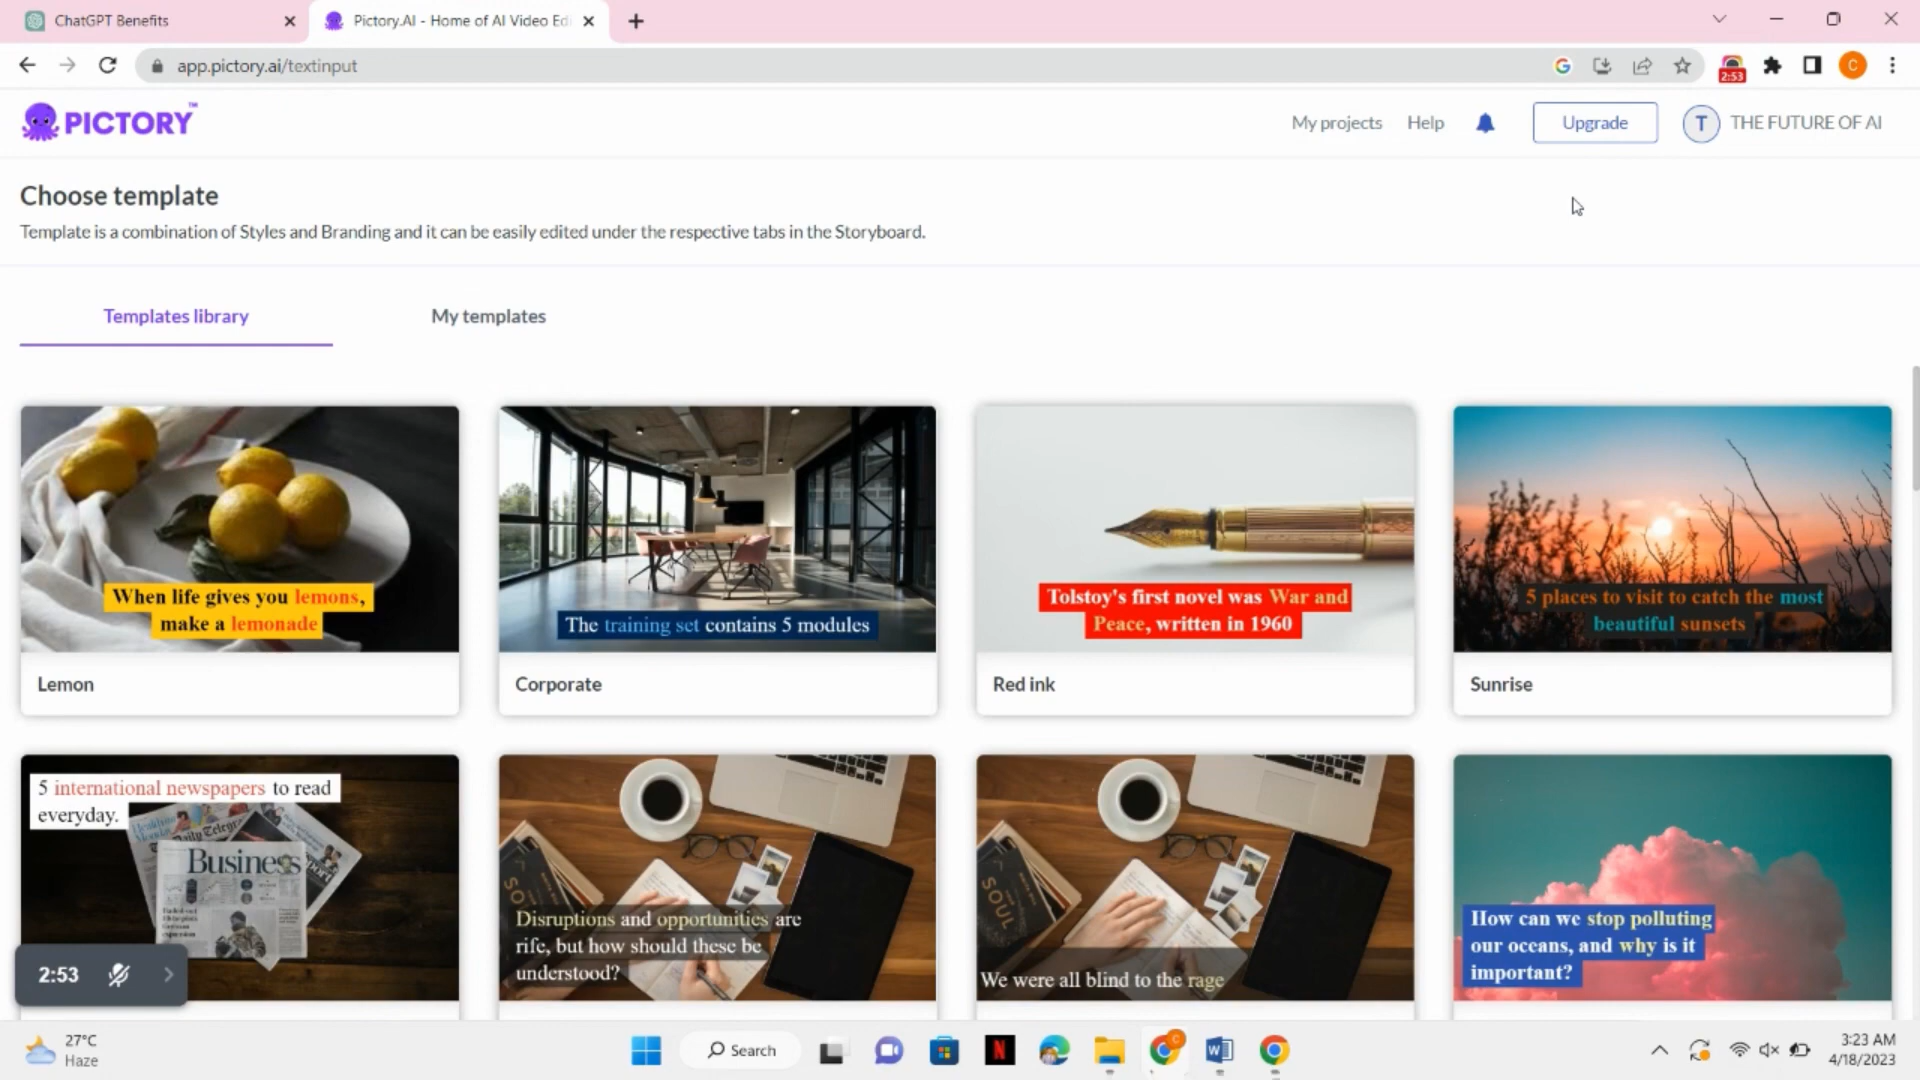 ChatGPT Benefits
Pictory.AI - Home of AI Video Edi
app.pictory.ai/textinput
2:53
C
PICTORY™
My projects
Help
Upgrade
T
THE FUTURE OF AI
Choose template
Template is a combination of Styles and Branding and it can be easily edited under the respective tabs in the Storyboard.
Templates library
My templates
When life gives you lemons,
make a lemonade
Lemon
The training set contains 5 modules
Corporate
Tolstoy's first novel was War and
Peace, written in 1960
Red ink
5 places to visit to catch the most
beautiful sunsets
Sunrise
5 international newspapers to read
everyday.
Business
Disruptions and opportunities are
rife, but how should these be
understood?
SOUL
We were all blind to the rage
How can we stop polluting
our oceans, and why is it
important?
2:53
27°C
Haze
Search
3:23 AM
4/18/2023